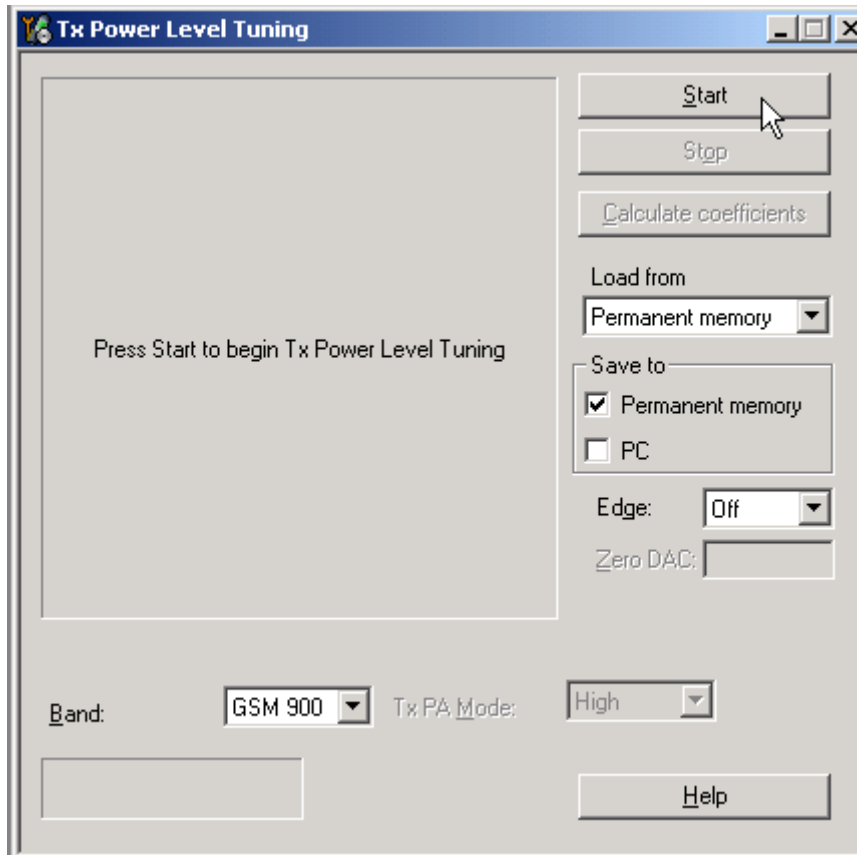 Tx Power Level Tuning
Start
Stop
Calculate coefficients
Load from
Permanent memory
Press Start to begin Tx Power Level Tuning
Save to
Permanent memory
PC
Edge: Off
Zero DAC:
Band: GSM 900 Tx PA Mode: High
Help